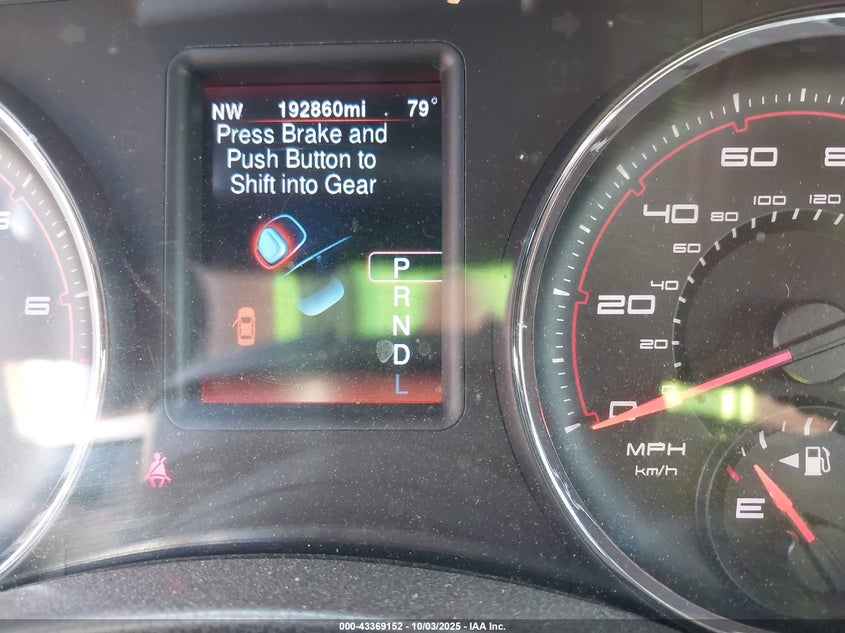 NW 192860mi 79°
Press Brake and
Push Button to
Shift into Gear
P
R
N
D
L
6
60
40
80
100
120
60
20
40
20
0
MPH
km/h
E
000-43369152 - 10/03/2025 - IAA Inc.